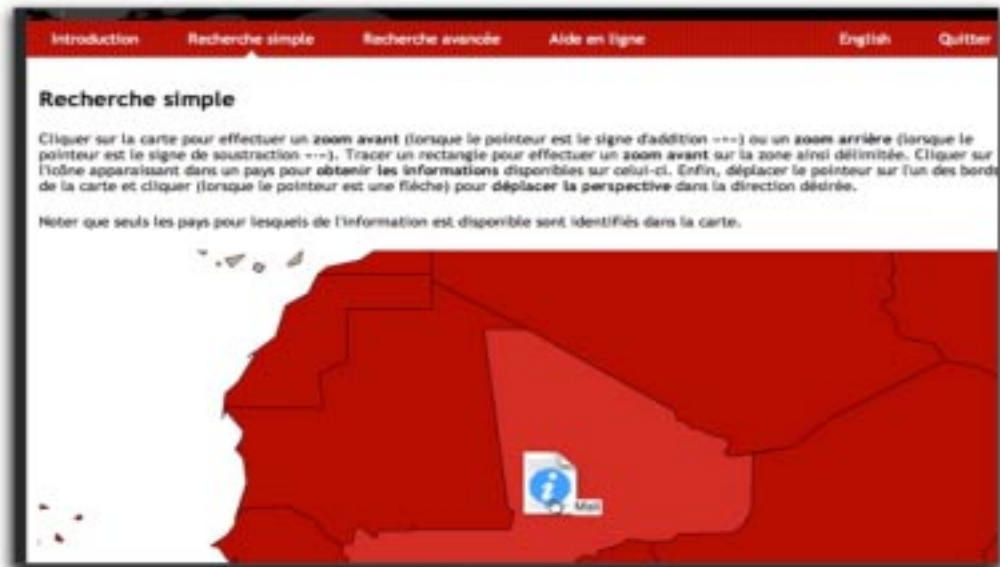 Introduction Recherche simple Recherche avancée Aide en ligne English Quitter
Recherche simple
Cliquer sur la carte pour effectuer un zoom avant (lorsque le pointeur est le signe d'addition «+») ou un zoom arrière (lorsque le
pointeur est le signe de soustraction «-»). Tracer un rectangle pour effectuer un zoom avant sur la zone ainsi délimitée. Cliquer sur
l'icône apparaissant dans un pays pour obtenir les informations disponibles sur celui-ci. Enfin, déplacer le pointeur sur l'un des bords
de la carte et cliquer (lorsque le pointeur est une flèche) pour déplacer la perspective dans la direction désirée.
Noter que seuls les pays pour lesquels de l'information est disponible sont identifiés dans la carte.
Mali